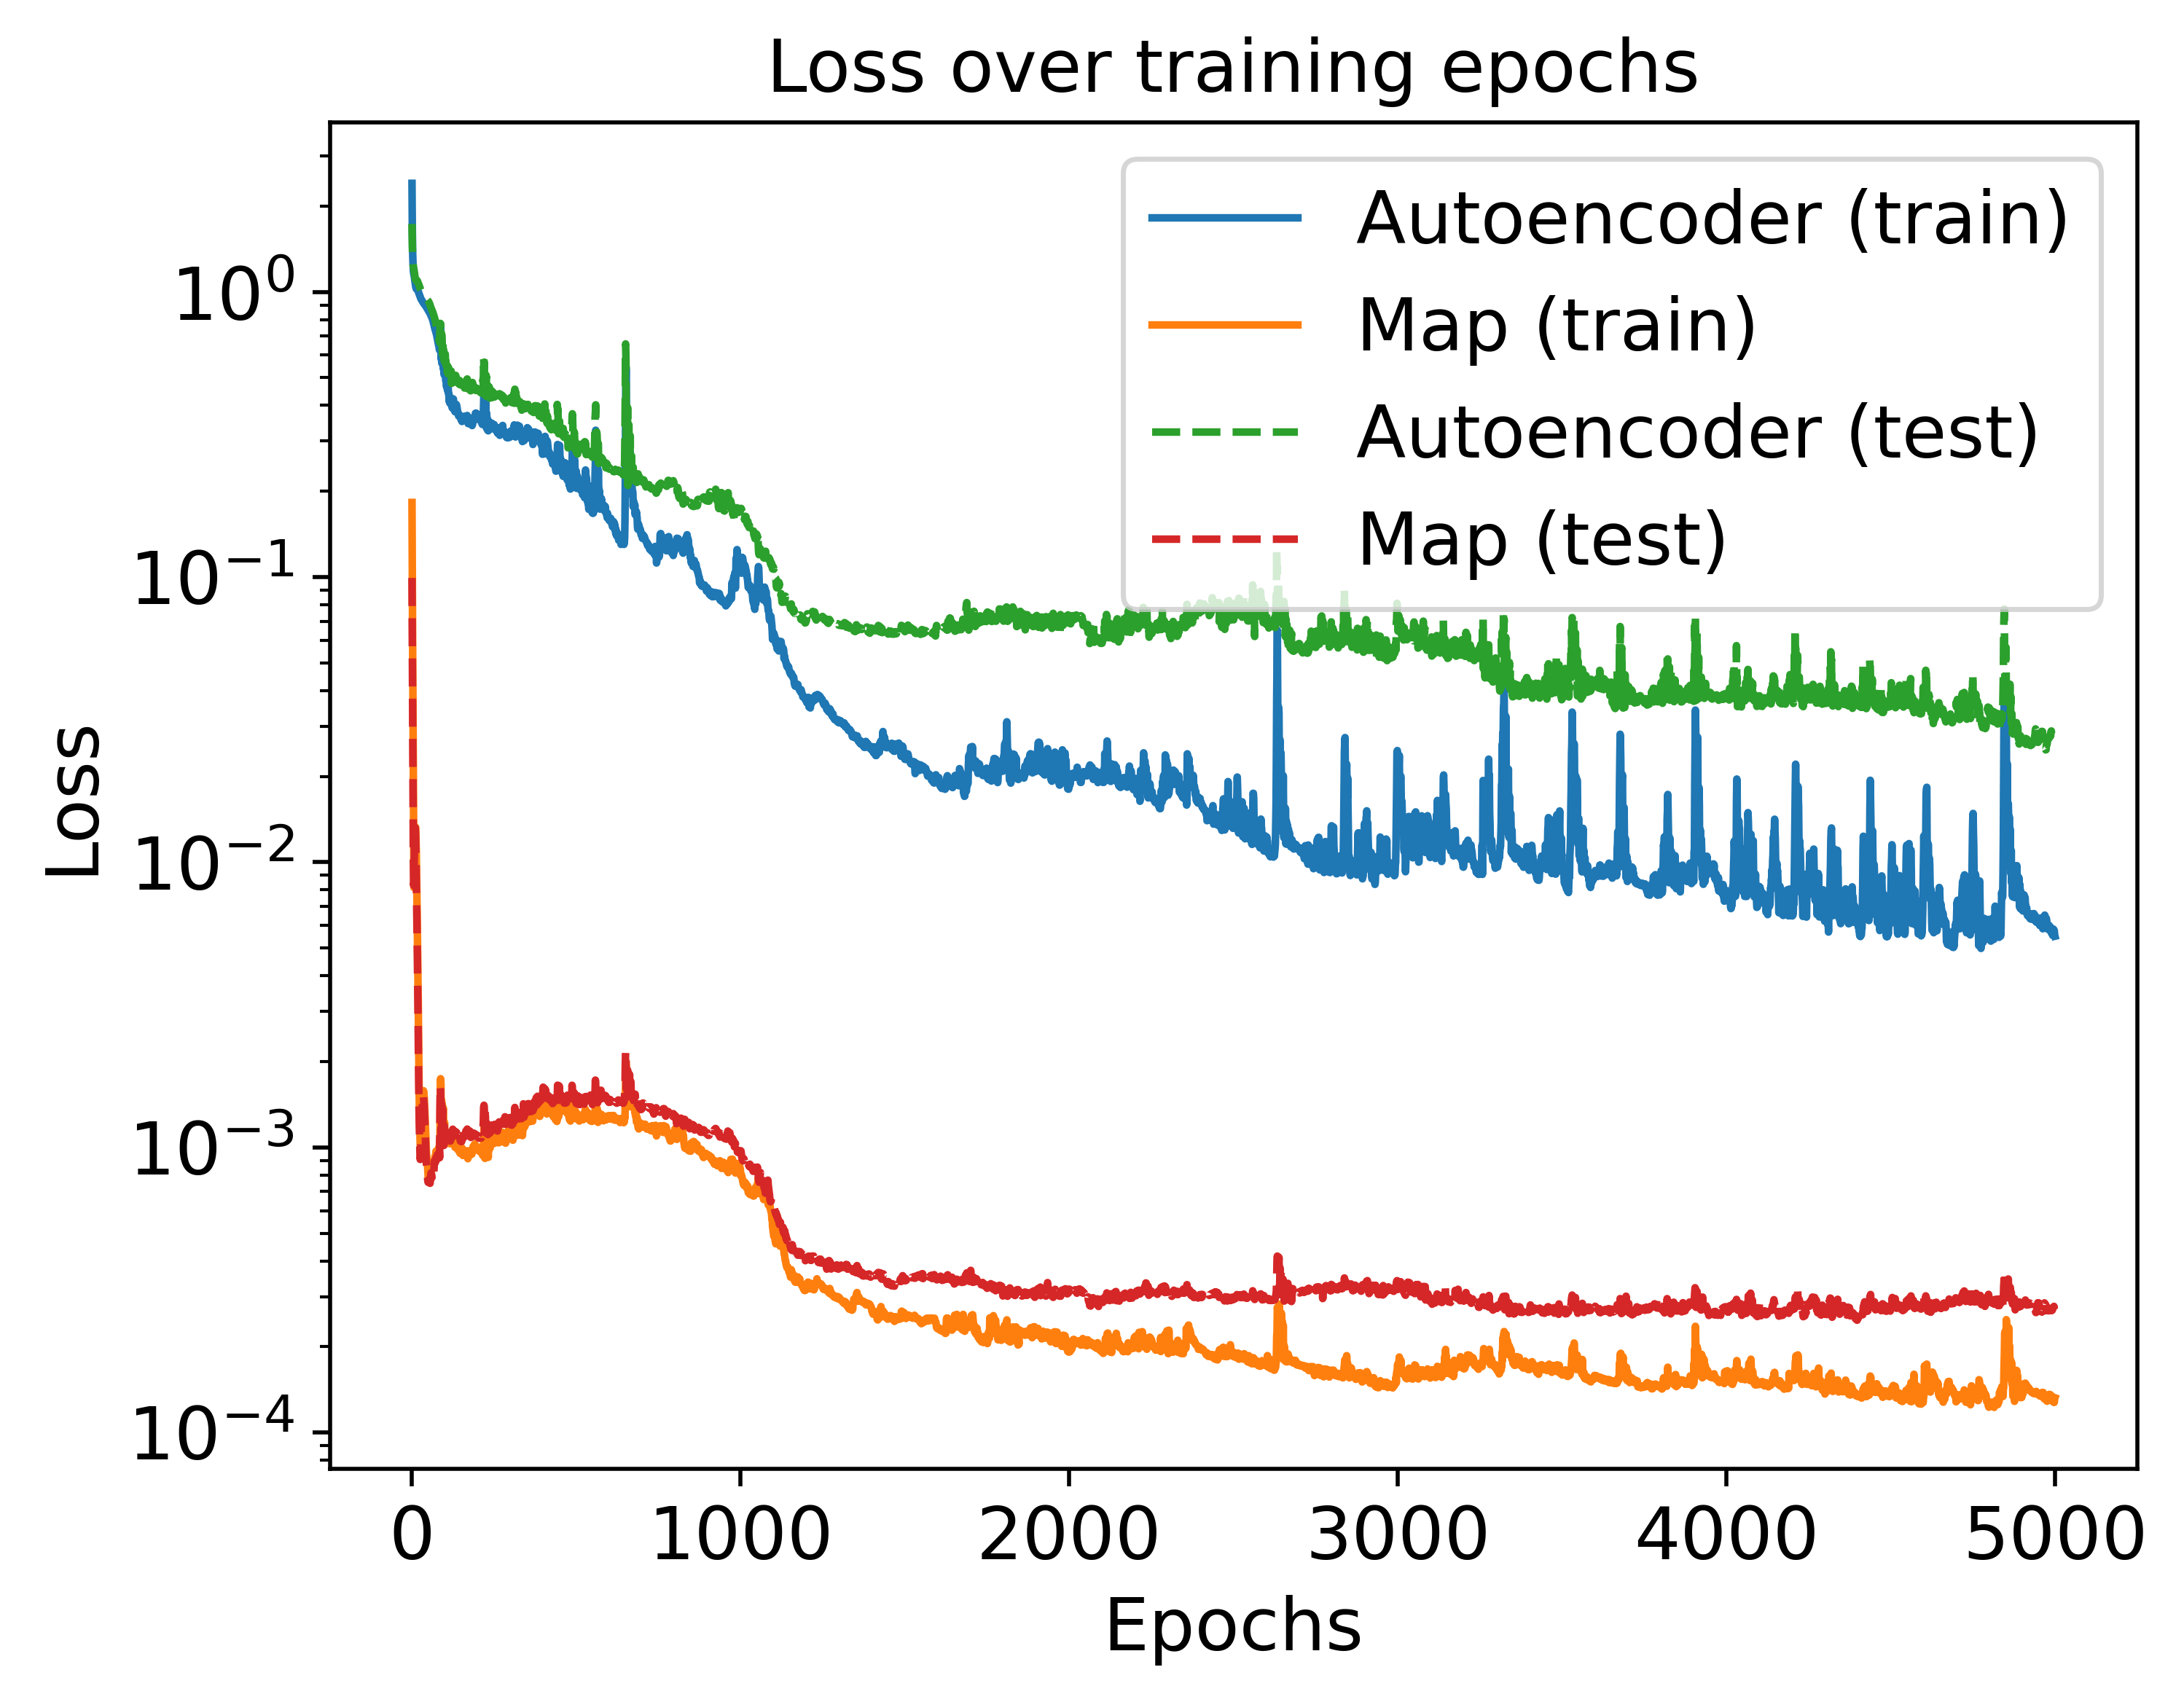 Loss over training epochs
Autoencoder (train)
Map (train)
Autoencoder (test)
Map (test)
10⁰
10⁻¹
10⁻²
10⁻³
10⁻⁴
Loss
0 1000 2000 3000 4000 5000
Epochs